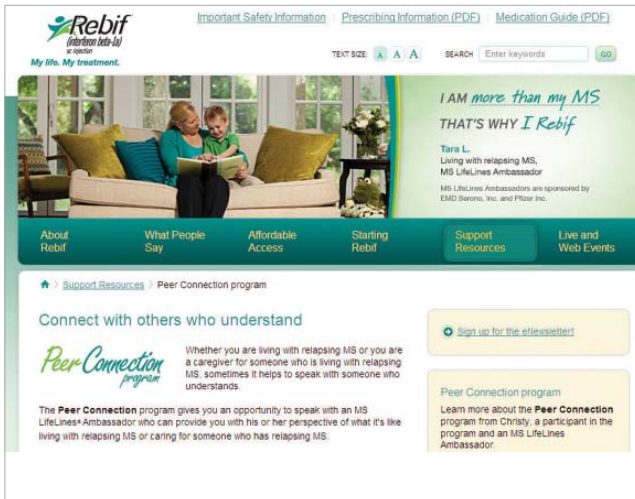 Rebif
(interferon beta-1a)
sc injection
My life. My treatment.
Important Safety Information | Prescribing Information (PDF) | Medication Guide (PDF)
TEXT SIZE: A A A SEARCH Enter keywords GO
I AM more than my MS
THAT'S WHY I Rebif
Tara L.
Living with relapsing MS,
MS LifeLines Ambassador
MS LifeLines Ambassadors are sponsored by
EMD Serono, Inc. and Pfizer Inc.
About
Rebif
What People
Say
Affordable
Access
Starting
Rebif
Support
Resources
Live and
Web Events
Support Resources > Peer Connection program
Connect with others who understand
Peer Connection
program
Whether you are living with relapsing MS or you are
a caregiver for someone who is living with relapsing
MS, sometimes it helps to speak with someone who
understands.
The Peer Connection program gives you an opportunity to speak with an MS
LifeLines® Ambassador who can provide you with his or her perspective of what it's like
living with relapsing MS or caring for someone who has relapsing MS.
Sign up for the eNewsletter!
Peer Connection program
Learn more about the Peer Connection
program from Christy, a participant in the
program and an MS LifeLines
Ambassador.